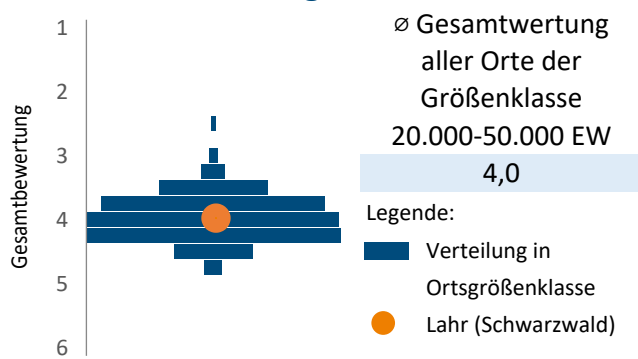 Gesamtbewertung
1
2
3
4
5
6
⌀ Gesamtwertung
aller Orte der
Größenklasse
20.000-50.000 EW
4,0
Legende:
Verteilung in
Ortsgrößenklasse
Lahr (Schwarzwald)